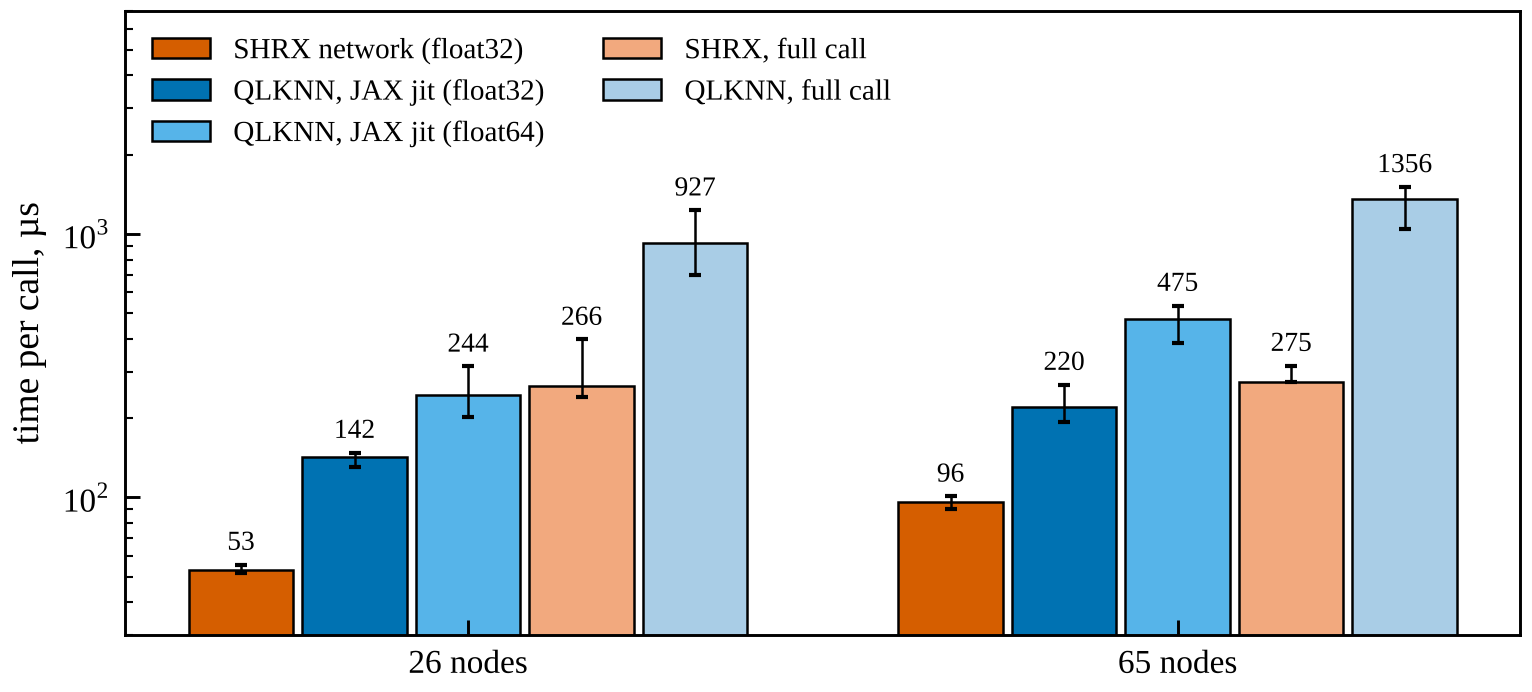 SHRX network (float32)
QLKNN, JAX jit (float32)
QLKNN, JAX jit (float64)
SHRX, full call
QLKNN, full call
time per call, µs
10³
10²
53
142
244
266
927
96
220
475
275
1356
26 nodes
65 nodes